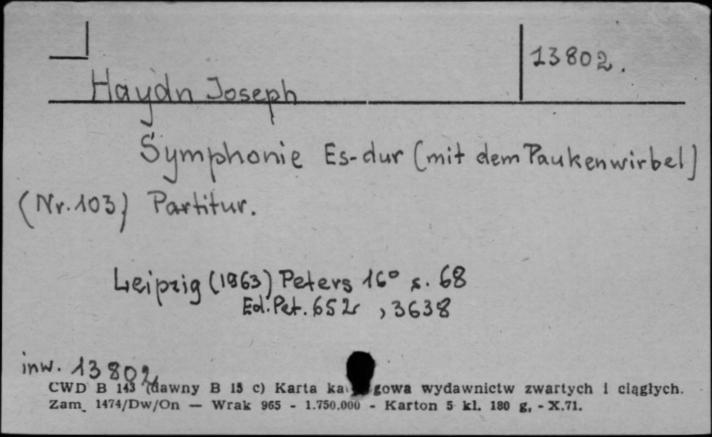 13802.
Haydn Joseph
Symphonie Es-dur (mit dem Paukenwirbel)
(Nr. 103) Partitur.
Leipzig (1963) Peters 16° s. 68
Ed. Pet. 652 , 3638
inw. 13802
CWD B 143 (dawny B 15 c) Karta gowa wydawnictw zwartych i ciągłych.
Zam. 1474/Dw/On — Wrak 965 - 1.750.000 - Karton 5 kl. 180 g. - X.71.